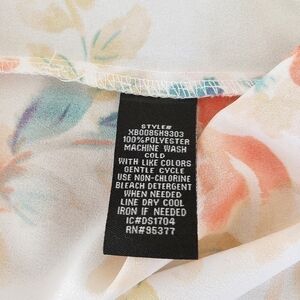 STYLE#
XB0085H9303
100%POLYESTER
MACHINE WASH
COLD
WITH LIKE COLORS
GENTLE CYCLE
USE NON-CHLORINE
BLEACH DETERGENT
WHEN NEEDED
LINE DRY COOL
IRON IF NEEDED
IC#DS1704
RN#95377